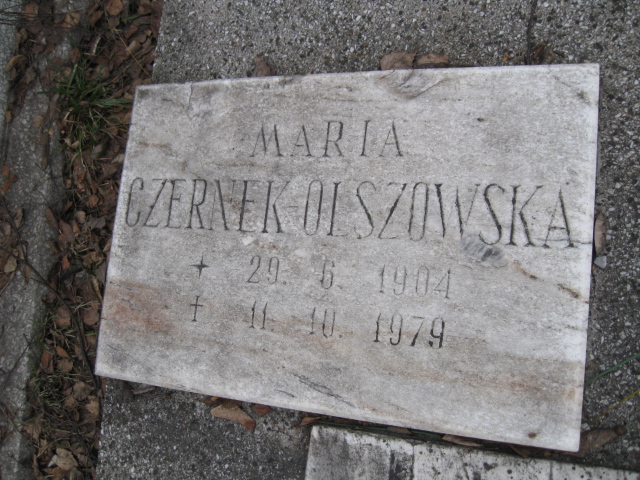 MARIA
CZERNEK-OLSZOWSKA
29. 6. 1904
† 11. 10. 1979